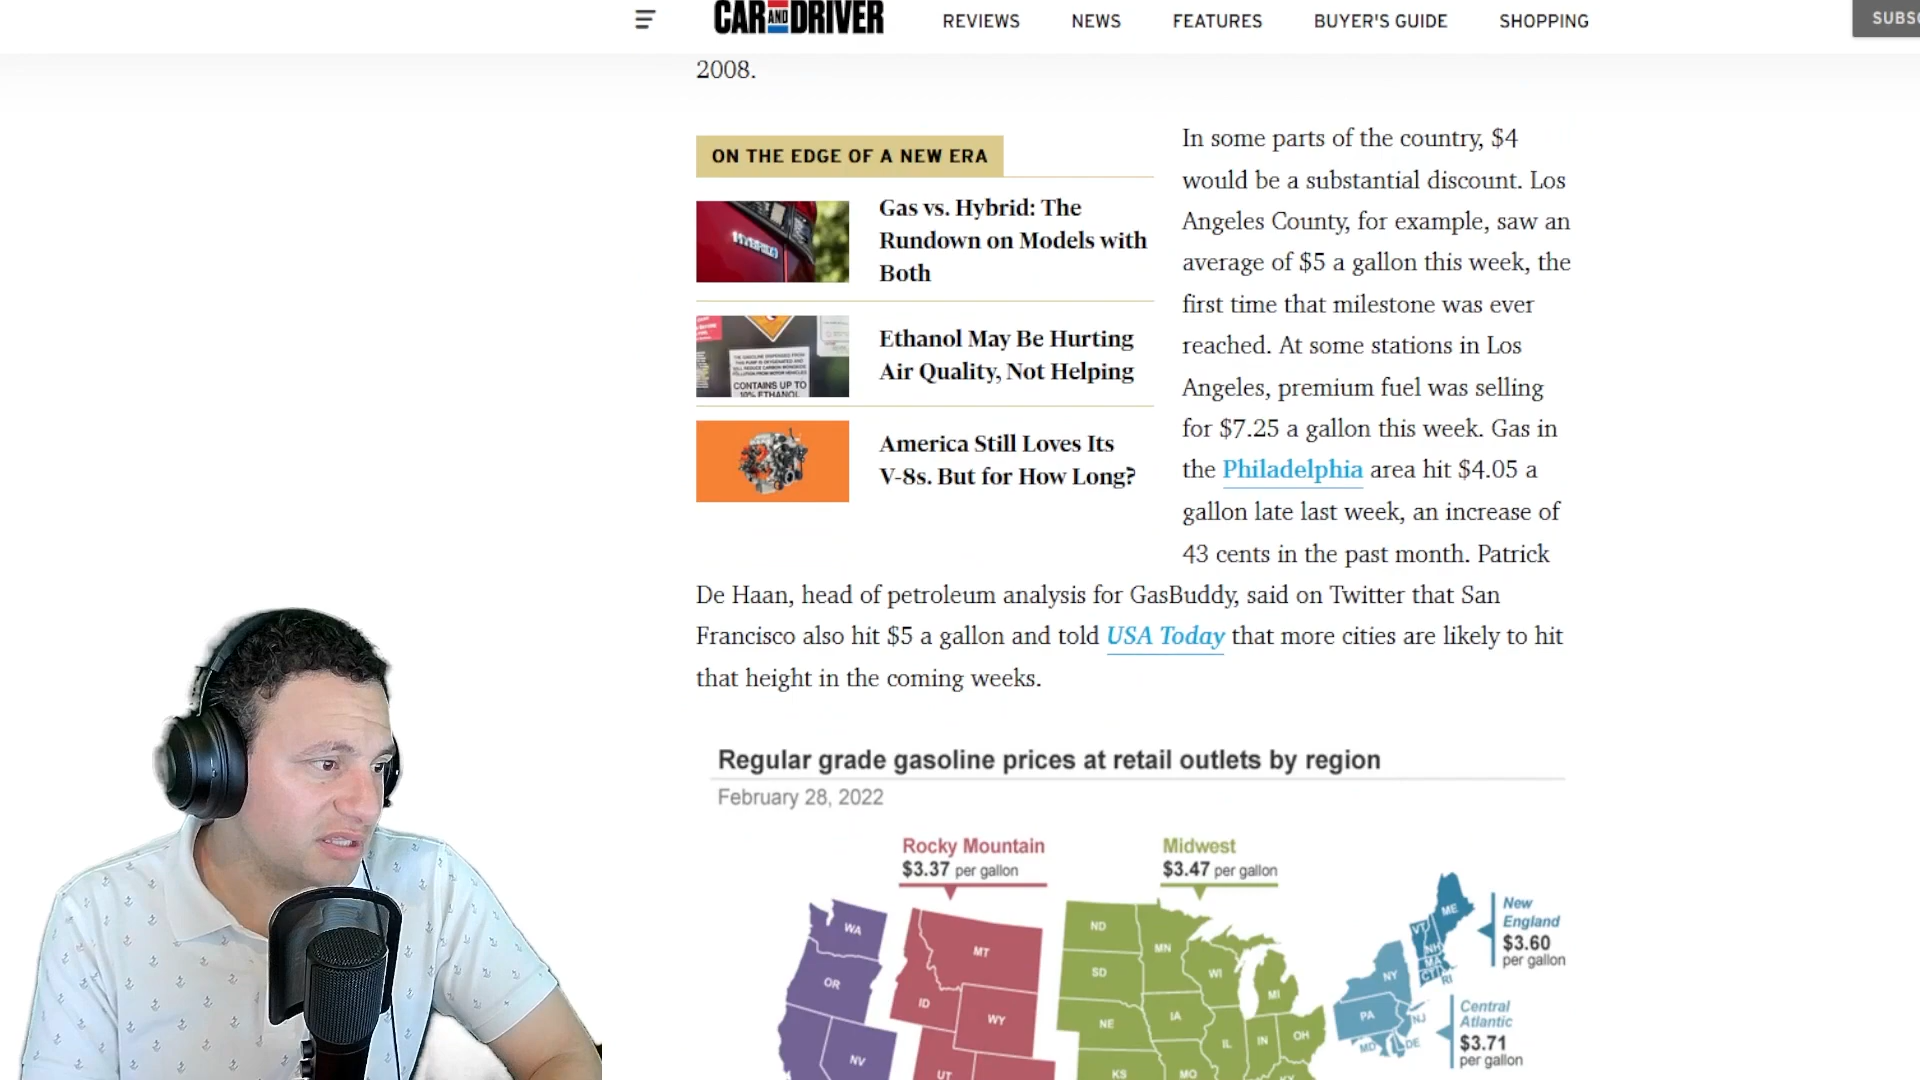 CAR AND DRIVER
REVIEWS
NEWS
FEATURES
BUYER'S GUIDE
SHOPPING
2008.
ON THE EDGE OF A NEW ERA
HYBRID
Gas vs. Hybrid: The
Rundown on Models with
Both
CONTAINS UP TO
10% ETHANOL
Ethanol May Be Hurting
Air Quality, Not Helping
America Still Loves Its
V-8s. But for How Long?
In some parts of the country, $4
would be a substantial discount. Los
Angeles County, for example, saw an
average of $5 a gallon this week, the
first time that milestone was ever
reached. At some stations in Los
Angeles, premium fuel was selling
for $7.25 a gallon this week. Gas in
the Philadelphia area hit $4.05 a
gallon late last week, an increase of
43 cents in the past month. Patrick
De Haan, head of petroleum analysis for GasBuddy, said on Twitter that San
Francisco also hit $5 a gallon and told USA Today that more cities are likely to hit
that height in the coming weeks.
Regular grade gasoline prices at retail outlets by region
February 28, 2022
Rocky Mountain
$3.37 per gallon
Midwest
$3.47 per gallon
New
England
$3.60
per gallon
Central
Atlantic
$3.71
per gallon
WA
OR
NV
MT
ID
WY
UT
ND
MN
SD
WI
MI
NE
IA
IL
IN
OH
KS
MO
KY
ME
VT
NH
MA
CT
RI
NY
PA
NJ
MD
DE